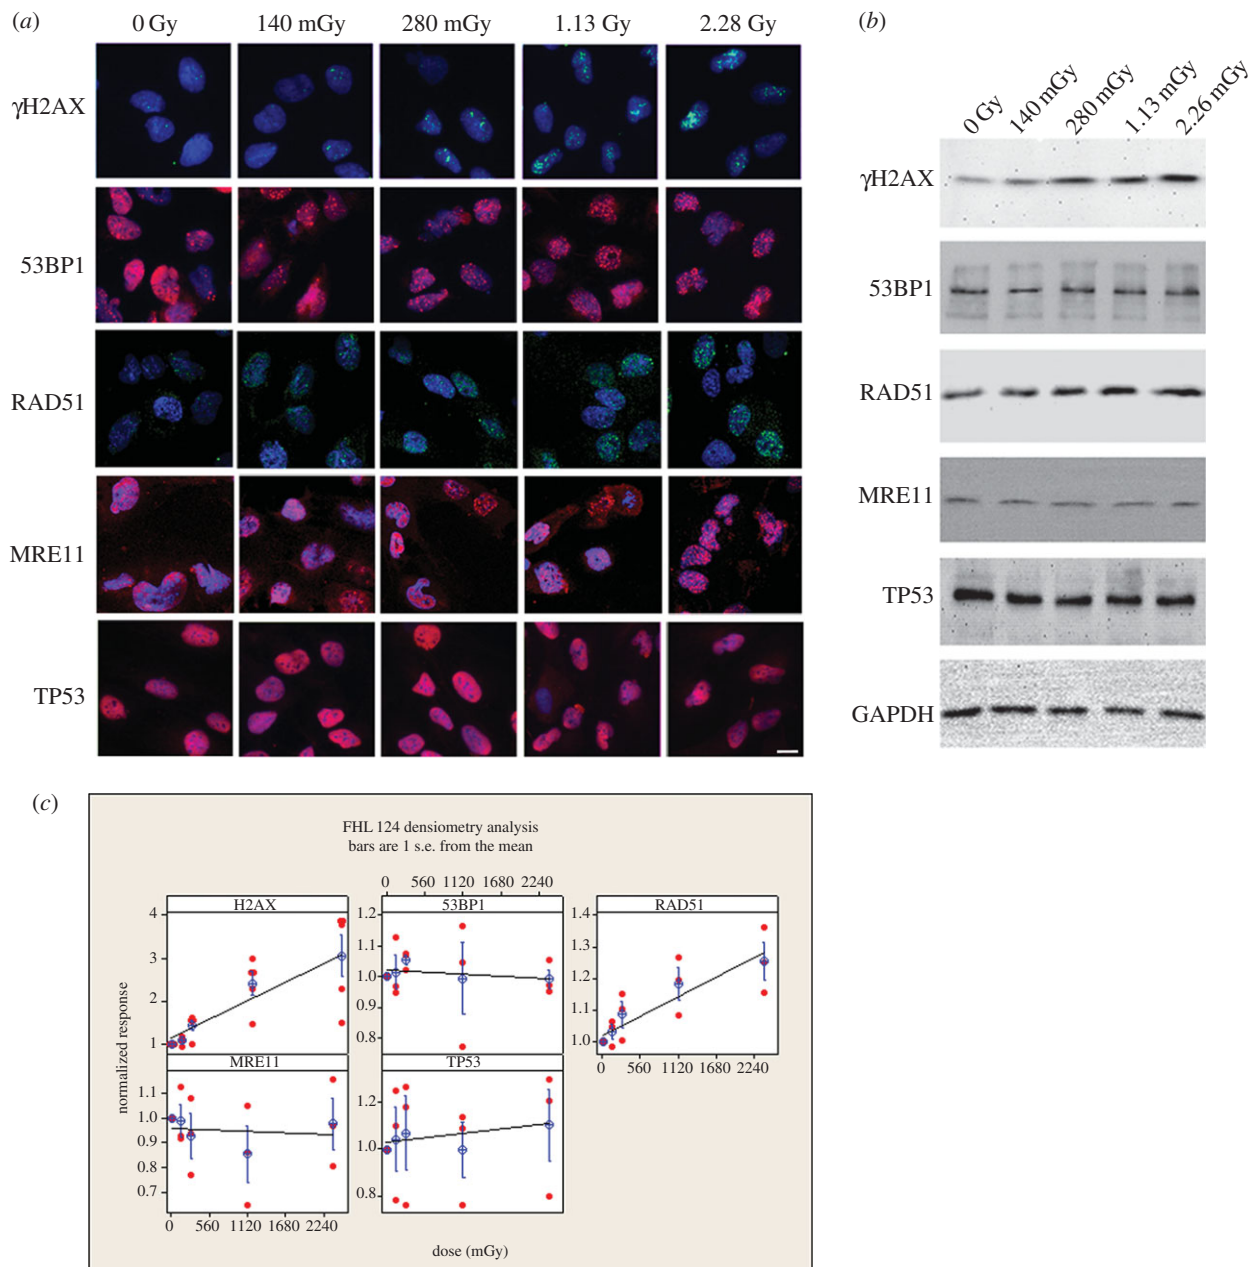 (a)
0 Gy 140 mGy 280 mGy 1.13 Gy 2.28 Gy
γH2AX
53BP1
RAD51
MRE11
TP53
(b)
0 Gy 140 mGy 280 mGy 1.13 mGy 2.26 mGy
γH2AX
53BP1
RAD51
MRE11
TP53
GAPDH
(c)
FHL 124 densiometry analysis
bars are 1 s.e. from the mean
0 560 1120 1680 2240
H2AX 53BP1 RAD51
4
3
2
1
1.2
1.1
1.0
0.9
0.8
1.4
1.3
1.2
1.1
1.0
0 560 1120 1680 2240
normalized response
MRE11 TP53
1.1
1.0
0.9
0.8
0.7
1.2
1.0
0.8
0 560 1120 1680 2240
dose (mGy)